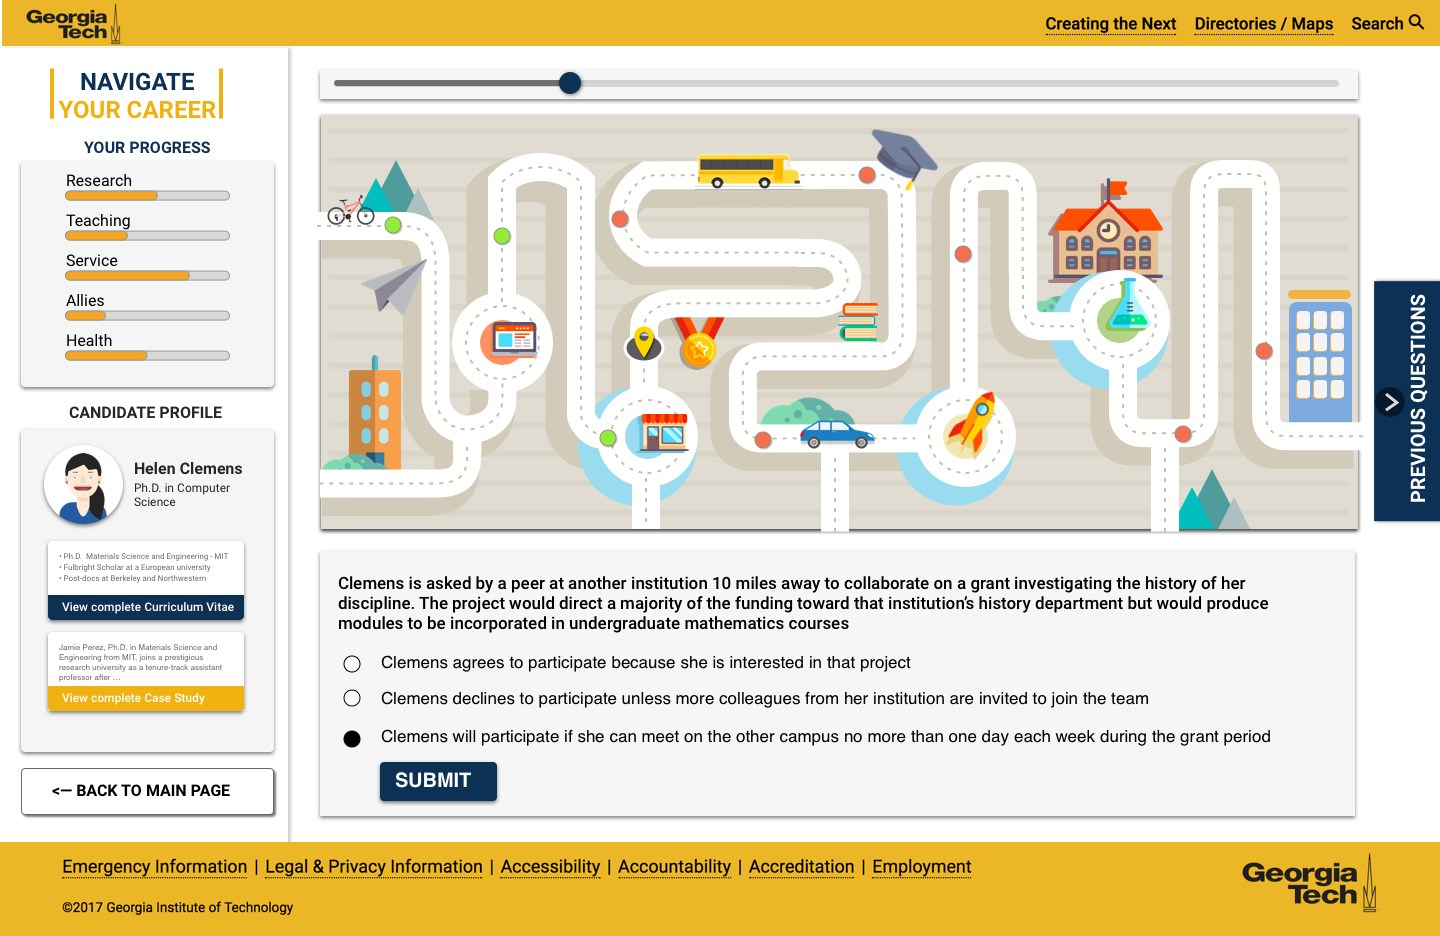 Georgia
Tech
Creating the Next Directories / Maps Search
NAVIGATE
YOUR CAREER
YOUR PROGRESS
Research
Teaching
Service
Allies
Health
CANDIDATE PROFILE
Helen Clemens
Ph.D. in Computer
Science
• Ph.D. Materials Science and Engineering - MIT
• Fulbright Scholar at a European university
• Post-docs at Berkeley and Northwestern
View complete Curriculum Vitae
Jamie Perez, Ph.D. in Materials Science and
Engineering from MIT, joins a prestigious
research university as a tenure-track assistant
professor after ...
View complete Case Study
<— BACK TO MAIN PAGE
PREVIOUS QUESTIONS
Clemens is asked by a peer at another institution 10 miles away to collaborate on a grant investigating the history of her
discipline. The project would direct a majority of the funding toward that institution’s history department but would produce
modules to be incorporated in undergraduate mathematics courses
Clemens agrees to participate because she is interested in that project
Clemens declines to participate unless more colleagues from her institution are invited to join the team
Clemens will participate if she can meet on the other campus no more than one day each week during the grant period
SUBMIT
Emergency Information | Legal & Privacy Information | Accessibility | Accountability | Accreditation | Employment
©2017 Georgia Institute of Technology
Georgia
Tech